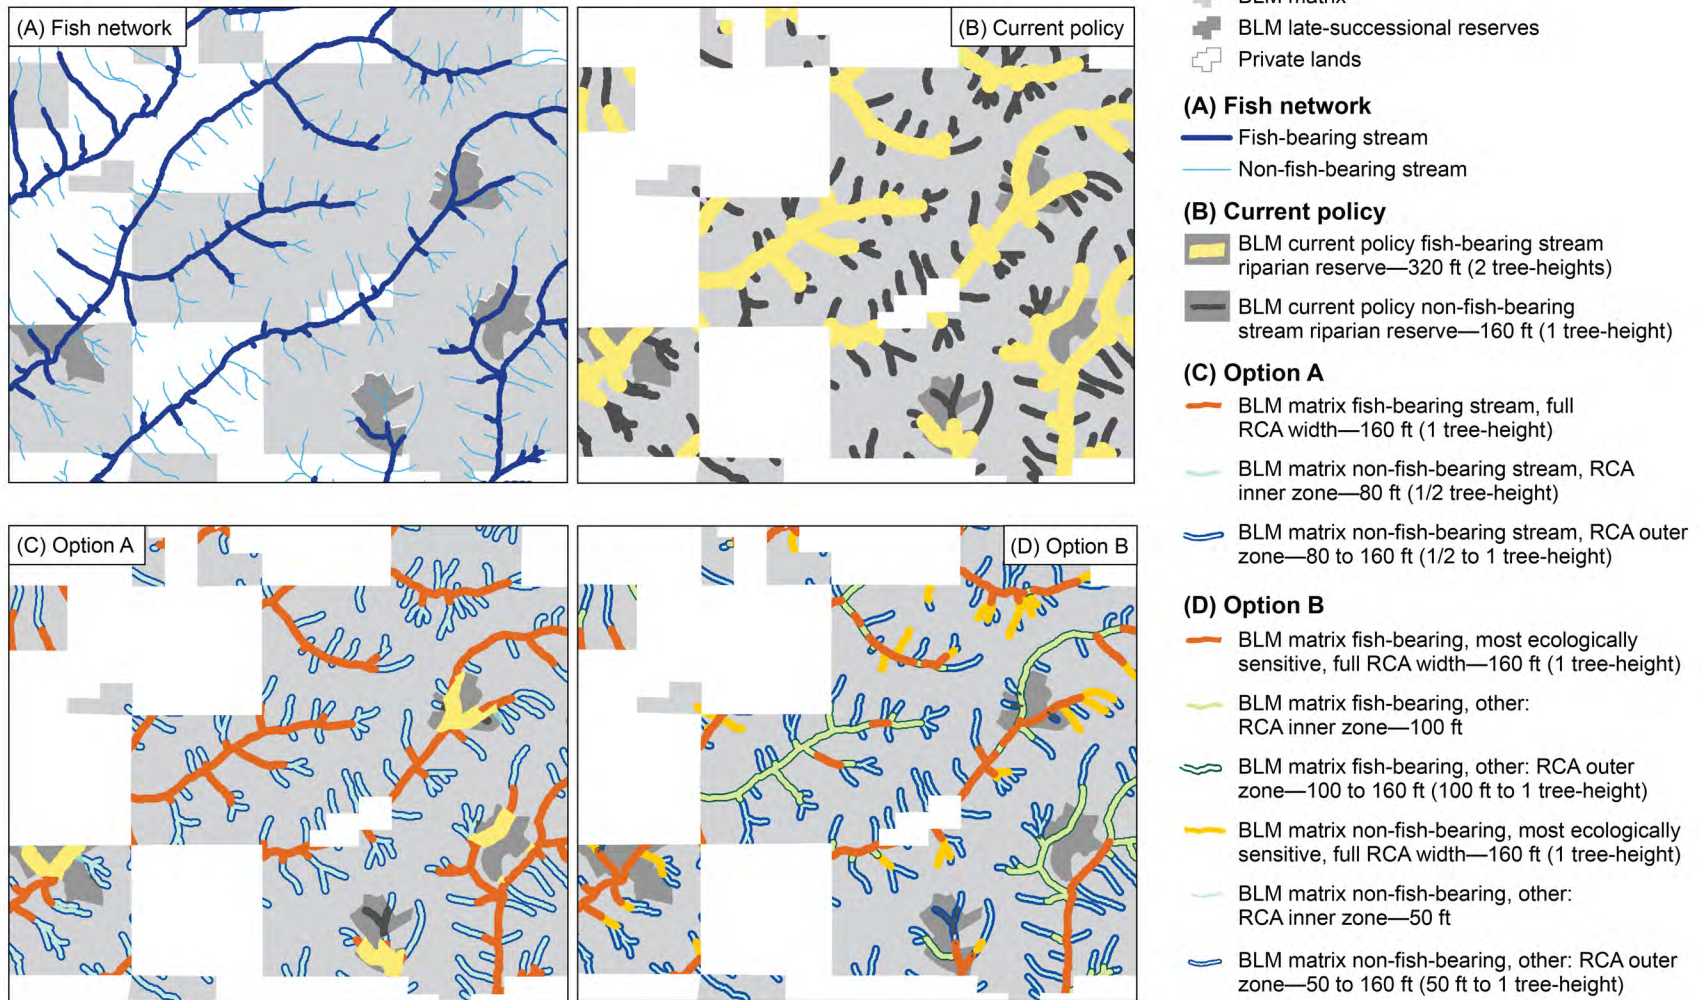 (A) Fish network
(B) Current policy
(C) Option A
(D) Option B
BLM matrix
BLM late-successional reserves
Private lands
(A) Fish network
Fish-bearing stream
Non-fish-bearing stream
(B) Current policy
BLM current policy fish-bearing stream
riparian reserve—320 ft (2 tree-heights)
BLM current policy non-fish-bearing
stream riparian reserve—160 ft (1 tree-height)
(C) Option A
BLM matrix fish-bearing stream, full
RCA width—160 ft (1 tree-height)
BLM matrix non-fish-bearing stream, RCA
inner zone—80 ft (1/2 tree-height)
BLM matrix non-fish-bearing stream, RCA outer
zone—80 to 160 ft (1/2 to 1 tree-height)
(D) Option B
BLM matrix fish-bearing, most ecologically
sensitive, full RCA width—160 ft (1 tree-height)
BLM matrix fish-bearing, other:
RCA inner zone—100 ft
BLM matrix fish-bearing, other: RCA outer
zone—100 to 160 ft (100 ft to 1 tree-height)
BLM matrix non-fish-bearing, most ecologically
sensitive, full RCA width—160 ft (1 tree-height)
BLM matrix non-fish-bearing, other:
RCA inner zone—50 ft
BLM matrix non-fish-bearing, other: RCA outer
zone—50 to 160 ft (50 ft to 1 tree-height)